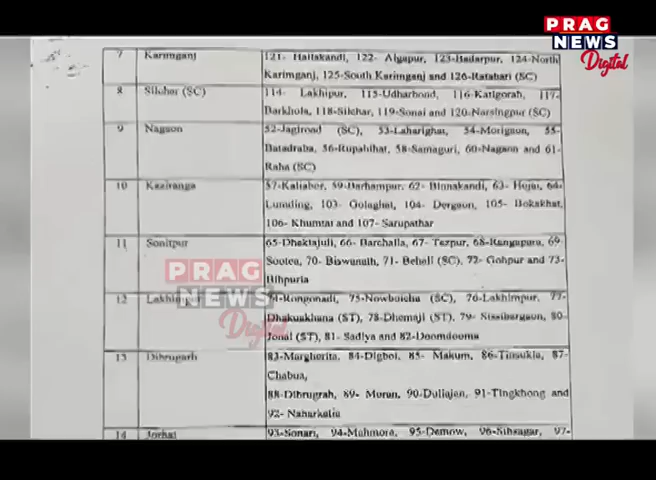 PRAG
NEWS
Digital
7 Karimganj 121- Hailakandi, 122- Algapur, 123-Badarpur, 124-North
Karimganj, 125-South Karimganj and 126-Ratabari (SC)
8 Silchar (SC) 114- Lakhipur, 115-Udharbond, 116-Katigorah, 117-
Barkhola, 118-Silchar, 119-Sonai and 120-Narsingpur (SC)
9 Nagaon 52-Jagiroad (SC), 53-Laharighat, 54-Morigaon, 55-
Batadraba, 56-Rupahihat, 58-Samaguri, 60-Nagaon and 61-
Raha (SC)
10 Kaziranga 57-Kaliabor, 59-Barhampur, 62- Binnakandi, 63- Hojai, 64-
Lumding, 103- Golaghat, 104- Dergaon, 105- Bokakhat,
106- Khumtai and 107- Sarupathar
11 Sonitpur 65-Dhekiajuli, 66- Barchalla, 67- Tezpur, 68-Rangapara, 69-
Sootea, 70- Biswanath, 71- Behali (SC), 72- Gohpur and 73-
Bihpuria
PRAG
NEWS
Digital
12 Lakhimpur 74-Rongonadi, 75-Nowboicha (SC), 76-Lakhimpur, 77-
Dhakuakhana (ST), 78-Dhemaji (ST), 79- Sissibargaon, 80-
Jonai (ST), 81- Sadiya and 82-Doomdooma
13 Dibrugarh 83-Margherita, 84-Digboi, 85- Makum, 86-Tinsukia, 87-
Chabua,
88-Dibrugrah, 89- Moran, 90-Duliajan, 91-Tingkhong and
92- Naharkatia
14 Jorhat 93-Sonari, 94-Mahmora, 95-Demow, 96-Sibsagar, 97-